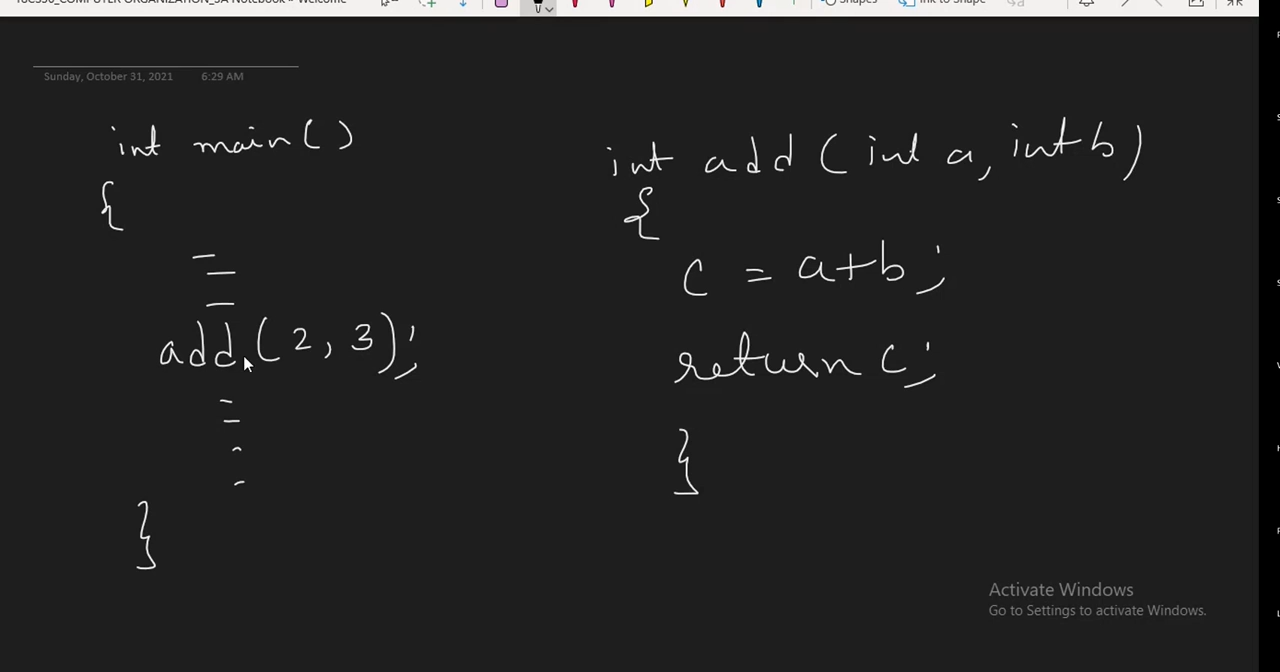 Sunday, October 31, 2021 6:29 AM
int main()
{
add(2, 3);
}
int add (int a, int b)
{
c = a+b;
return c;
}
Activate Windows
Go to Settings to activate Windows.